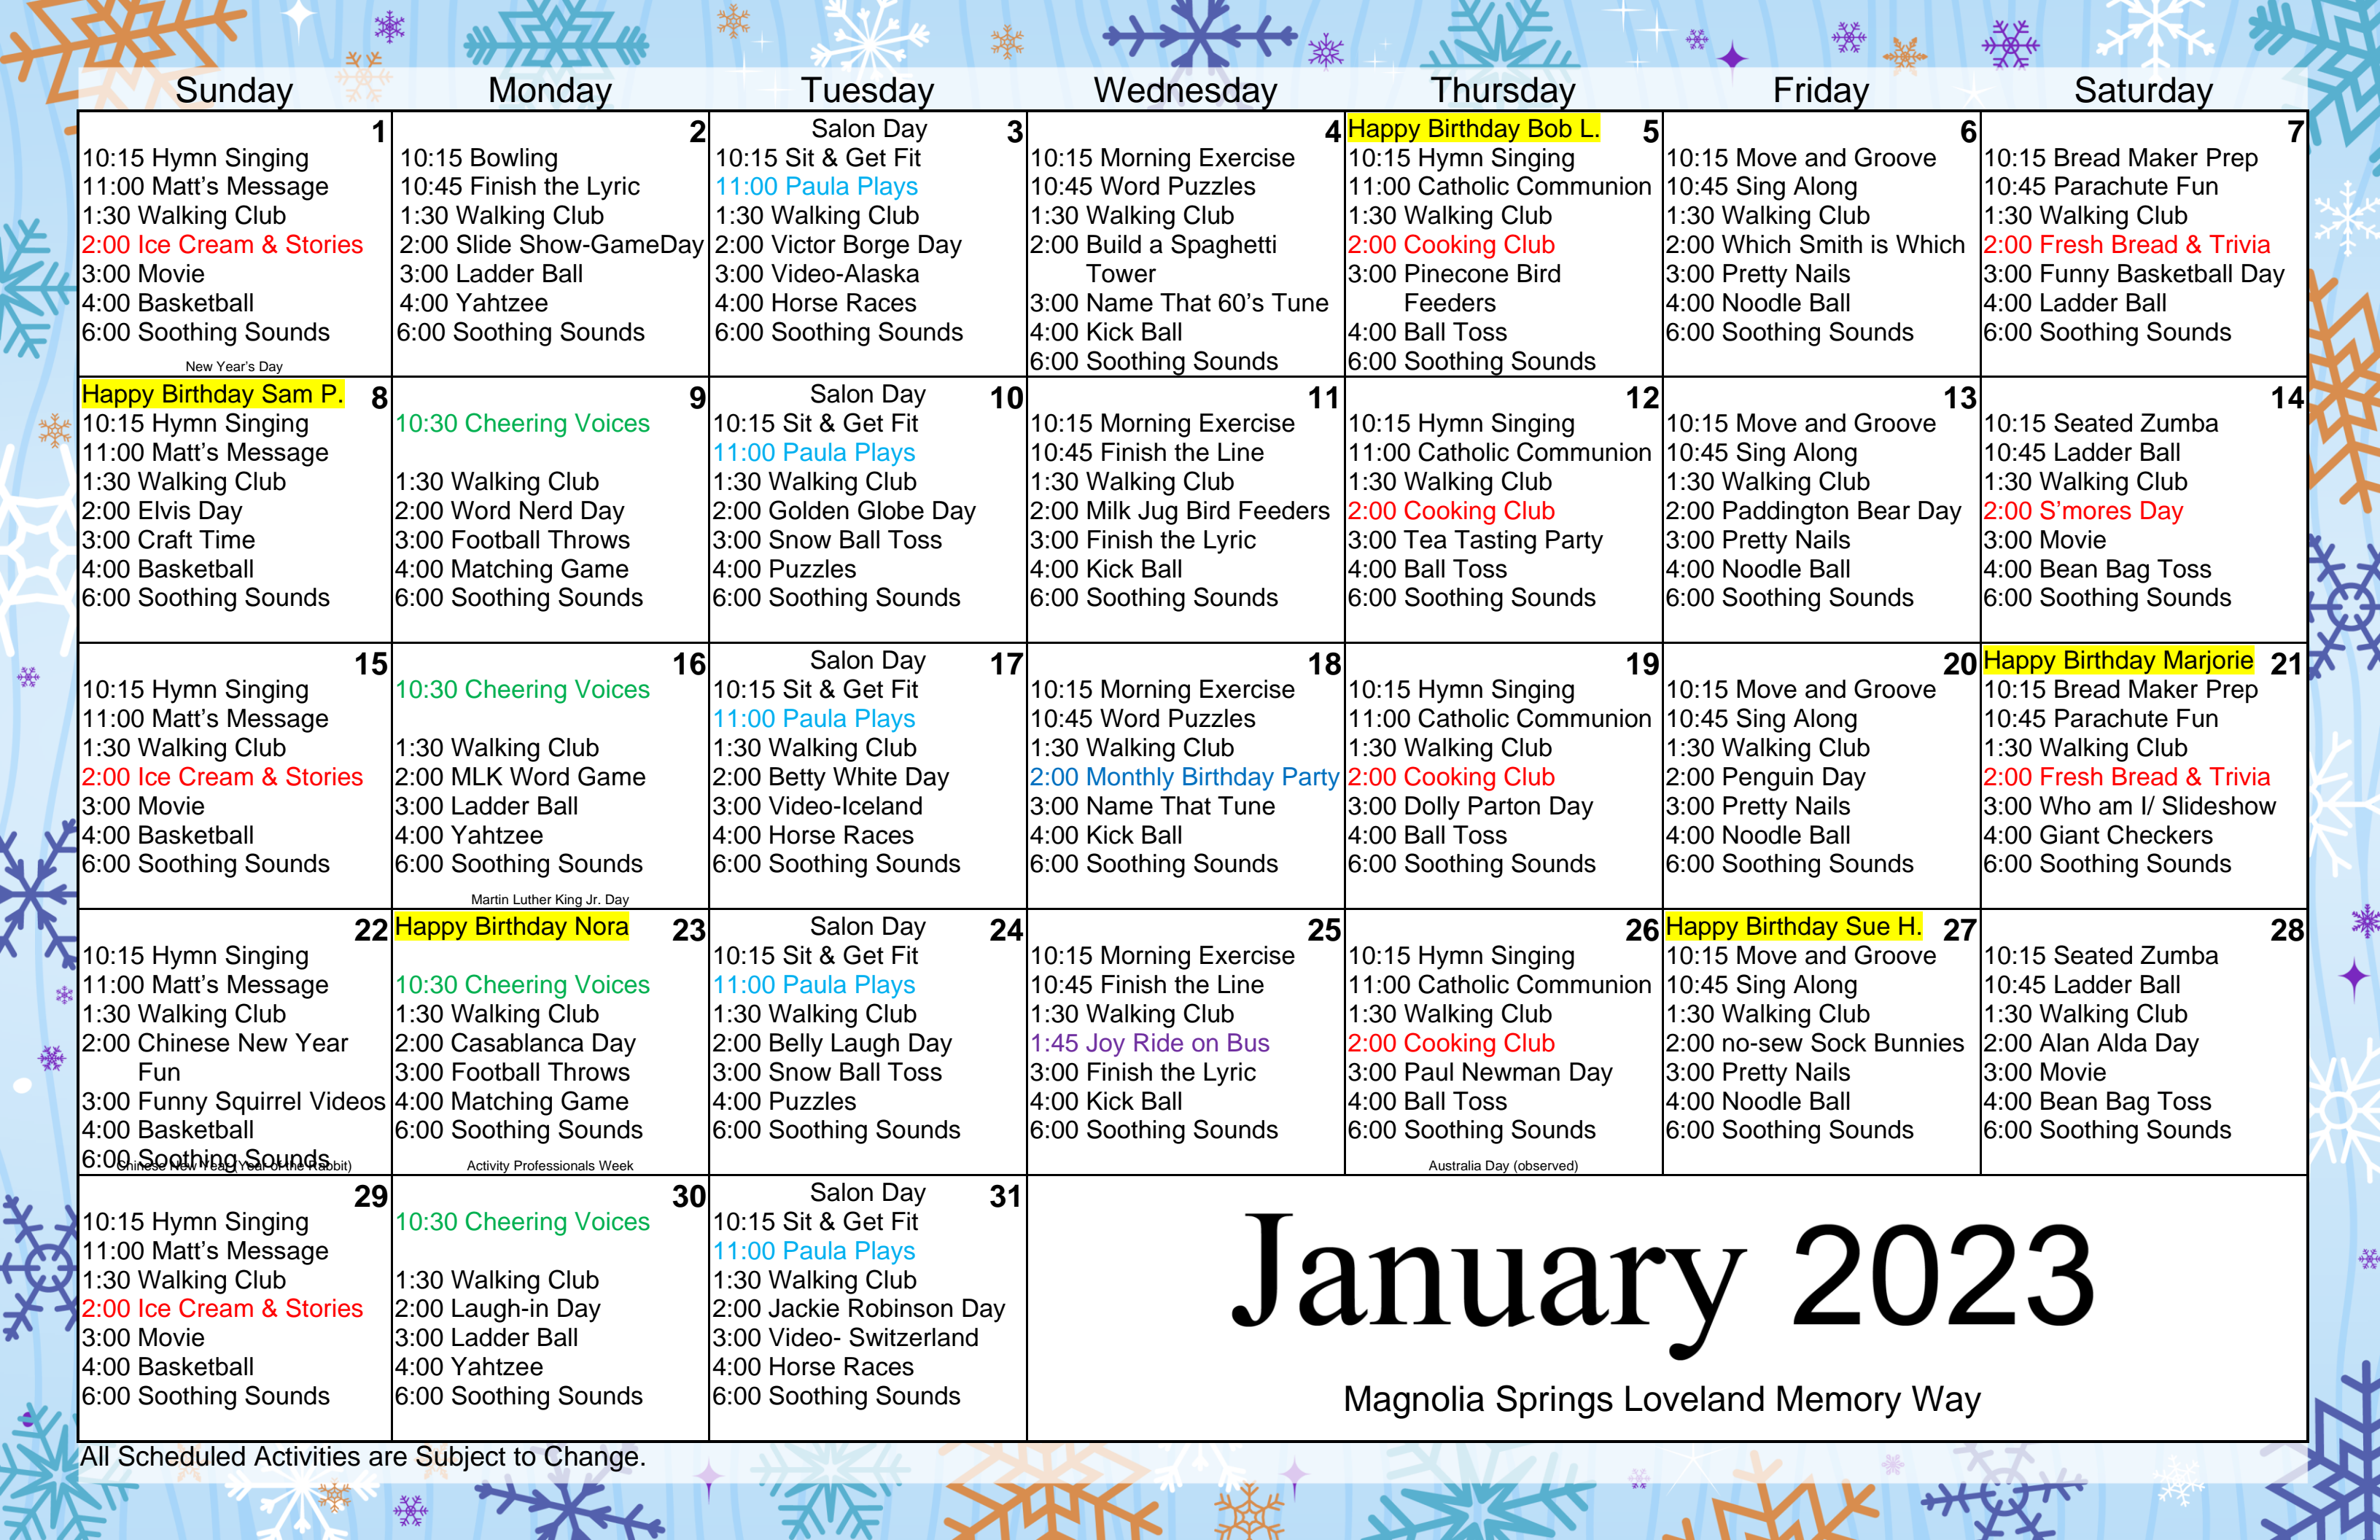 Sunday
Monday
Tuesday
Wednesday
Thursday
Friday
Saturday
1
10:15 Hymn Singing
11:00 Matt’s Message
1:30 Walking Club
2:00 Ice Cream & Stories
3:00 Movie
4:00 Basketball
6:00 Soothing Sounds
New Year’s Day
2
10:15 Bowling
10:45 Finish the Lyric
1:30 Walking Club
2:00 Slide Show-GameDay
3:00 Ladder Ball
4:00 Yahtzee
6:00 Soothing Sounds
Salon Day 3
10:15 Sit & Get Fit
11:00 Paula Plays
1:30 Walking Club
2:00 Victor Borge Day
3:00 Video-Alaska
4:00 Horse Races
6:00 Soothing Sounds
4
10:15 Morning Exercise
10:45 Word Puzzles
1:30 Walking Club
2:00 Build a Spaghetti
Tower
3:00 Name That 60’s Tune
4:00 Kick Ball
6:00 Soothing Sounds
Happy Birthday Bob L. 5
10:15 Hymn Singing
11:00 Catholic Communion
1:30 Walking Club
2:00 Cooking Club
3:00 Pinecone Bird
Feeders
4:00 Ball Toss
6:00 Soothing Sounds
6
10:15 Move and Groove
10:45 Sing Along
1:30 Walking Club
2:00 Which Smith is Which
3:00 Pretty Nails
4:00 Noodle Ball
6:00 Soothing Sounds
7
10:15 Bread Maker Prep
10:45 Parachute Fun
1:30 Walking Club
2:00 Fresh Bread & Trivia
3:00 Funny Basketball Day
4:00 Ladder Ball
6:00 Soothing Sounds
Happy Birthday Sam P. 8
10:15 Hymn Singing
11:00 Matt’s Message
1:30 Walking Club
2:00 Elvis Day
3:00 Craft Time
4:00 Basketball
6:00 Soothing Sounds
9
10:30 Cheering Voices
1:30 Walking Club
2:00 Word Nerd Day
3:00 Football Throws
4:00 Matching Game
6:00 Soothing Sounds
Salon Day 10
10:15 Sit & Get Fit
11:00 Paula Plays
1:30 Walking Club
2:00 Golden Globe Day
3:00 Snow Ball Toss
4:00 Puzzles
6:00 Soothing Sounds
11
10:15 Morning Exercise
10:45 Finish the Line
1:30 Walking Club
2:00 Milk Jug Bird Feeders
3:00 Finish the Lyric
4:00 Kick Ball
6:00 Soothing Sounds
12
10:15 Hymn Singing
11:00 Catholic Communion
1:30 Walking Club
2:00 Cooking Club
3:00 Tea Tasting Party
4:00 Ball Toss
6:00 Soothing Sounds
13
10:15 Move and Groove
10:45 Sing Along
1:30 Walking Club
2:00 Paddington Bear Day
3:00 Pretty Nails
4:00 Noodle Ball
6:00 Soothing Sounds
14
10:15 Seated Zumba
10:45 Ladder Ball
1:30 Walking Club
2:00 S’mores Day
3:00 Movie
4:00 Bean Bag Toss
6:00 Soothing Sounds
15
10:15 Hymn Singing
11:00 Matt’s Message
1:30 Walking Club
2:00 Ice Cream & Stories
3:00 Movie
4:00 Basketball
6:00 Soothing Sounds
16
10:30 Cheering Voices
1:30 Walking Club
2:00 MLK Word Game
3:00 Ladder Ball
4:00 Yahtzee
6:00 Soothing Sounds
Martin Luther King Jr. Day
Salon Day 17
10:15 Sit & Get Fit
11:00 Paula Plays
1:30 Walking Club
2:00 Betty White Day
3:00 Video-Iceland
4:00 Horse Races
6:00 Soothing Sounds
18
10:15 Morning Exercise
10:45 Word Puzzles
1:30 Walking Club
2:00 Monthly Birthday Party
3:00 Name That Tune
4:00 Kick Ball
6:00 Soothing Sounds
19
10:15 Hymn Singing
11:00 Catholic Communion
1:30 Walking Club
2:00 Cooking Club
3:00 Dolly Parton Day
4:00 Ball Toss
6:00 Soothing Sounds
20
10:15 Move and Groove
10:45 Sing Along
1:30 Walking Club
2:00 Penguin Day
3:00 Pretty Nails
4:00 Noodle Ball
6:00 Soothing Sounds
Happy Birthday Marjorie 21
10:15 Bread Maker Prep
10:45 Parachute Fun
1:30 Walking Club
2:00 Fresh Bread & Trivia
3:00 Who am I/ Slideshow
4:00 Giant Checkers
6:00 Soothing Sounds
22
10:15 Hymn Singing
11:00 Matt’s Message
1:30 Walking Club
2:00 Chinese New Year
Fun
3:00 Funny Squirrel Videos
4:00 Basketball
6:00 Soothing Sounds
Chinese New Year (Year of the Rabbit)
Happy Birthday Nora 23
10:30 Cheering Voices
1:30 Walking Club
2:00 Casablanca Day
3:00 Football Throws
4:00 Matching Game
6:00 Soothing Sounds
Activity Professionals Week
Salon Day 24
10:15 Sit & Get Fit
11:00 Paula Plays
1:30 Walking Club
2:00 Belly Laugh Day
3:00 Snow Ball Toss
4:00 Puzzles
6:00 Soothing Sounds
25
10:15 Morning Exercise
10:45 Finish the Line
1:30 Walking Club
1:45 Joy Ride on Bus
3:00 Finish the Lyric
4:00 Kick Ball
6:00 Soothing Sounds
26
10:15 Hymn Singing
11:00 Catholic Communion
1:30 Walking Club
2:00 Cooking Club
3:00 Paul Newman Day
4:00 Ball Toss
6:00 Soothing Sounds
Australia Day (observed)
Happy Birthday Sue H. 27
10:15 Move and Groove
10:45 Sing Along
1:30 Walking Club
2:00 no-sew Sock Bunnies
3:00 Pretty Nails
4:00 Noodle Ball
6:00 Soothing Sounds
28
10:15 Seated Zumba
10:45 Ladder Ball
1:30 Walking Club
2:00 Alan Alda Day
3:00 Movie
4:00 Bean Bag Toss
6:00 Soothing Sounds
29
10:15 Hymn Singing
11:00 Matt’s Message
1:30 Walking Club
2:00 Ice Cream & Stories
3:00 Movie
4:00 Basketball
6:00 Soothing Sounds
30
10:30 Cheering Voices
1:30 Walking Club
2:00 Laugh-in Day
3:00 Ladder Ball
4:00 Yahtzee
6:00 Soothing Sounds
Salon Day 31
10:15 Sit & Get Fit
11:00 Paula Plays
1:30 Walking Club
2:00 Jackie Robinson Day
3:00 Video- Switzerland
4:00 Horse Races
6:00 Soothing Sounds
January 2023
Magnolia Springs Loveland Memory Way
All Scheduled Activities are Subject to Change.